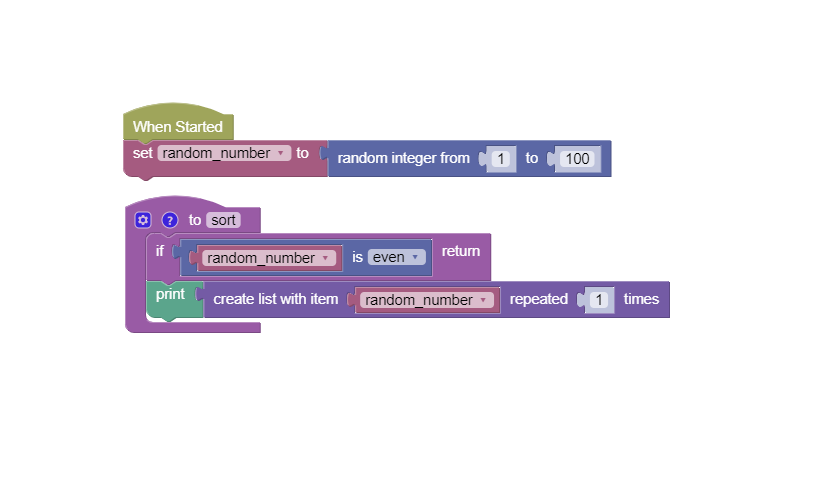 When Started
set random_number to random integer from 1 to 100
? to sort
if random_number is even return
print create list with item random_number repeated 1 times